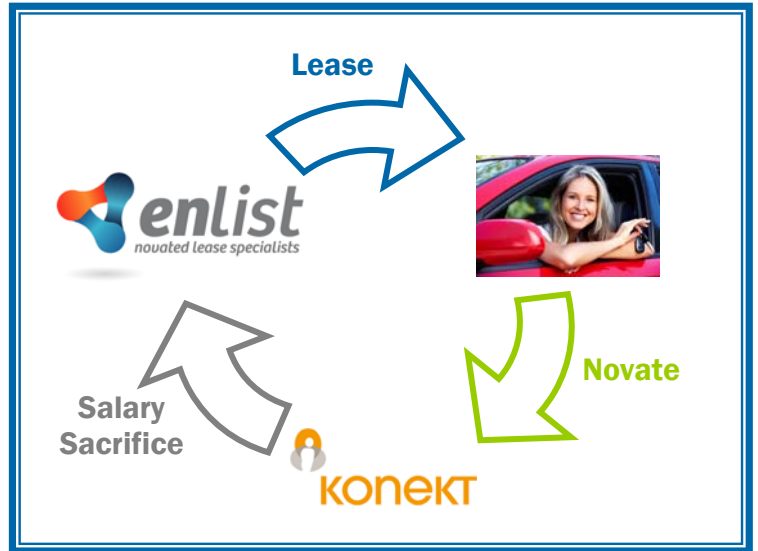 Lease
enlist
novated lease specialists
Novate
Salary
Sacrifice
konekt